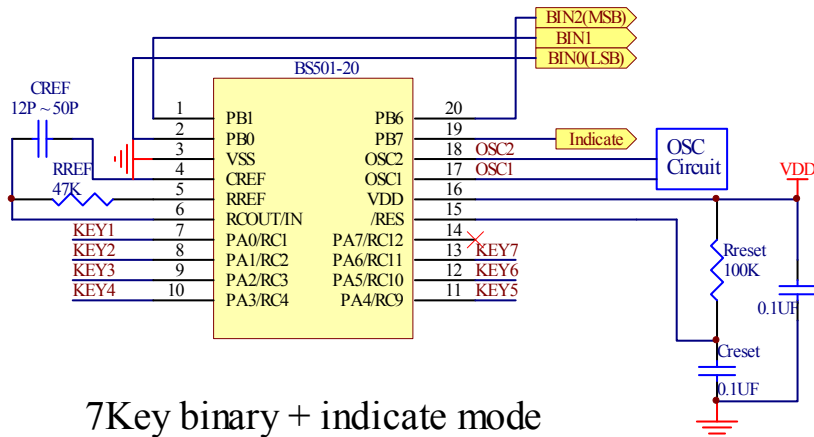 BIN2(MSB)
BIN1
BIN0(LSB)
BS501-20
CREF
12P ~ 50P
RREF
47K
1 PB1 PB6 20
2 PB0 PB7 19 Indicate
3 VSS OSC2 18 OSC2
4 CREF OSC1 17 OSC1
5 RREF VDD 16
6 RCOUT/IN /RES 15
KEY1 7 PA0/RC1 PA7/RC12 14
KEY2 8 PA1/RC2 PA6/RC11 13 KEY7
KEY3 9 PA2/RC3 PA5/RC10 12 KEY6
KEY4 10 PA3/RC4 PA4/RC9 11 KEY5
OSC
Circuit
VDD
Rreset
100K
0.1UF
Creset
0.1UF
7Key binary + indicate mode